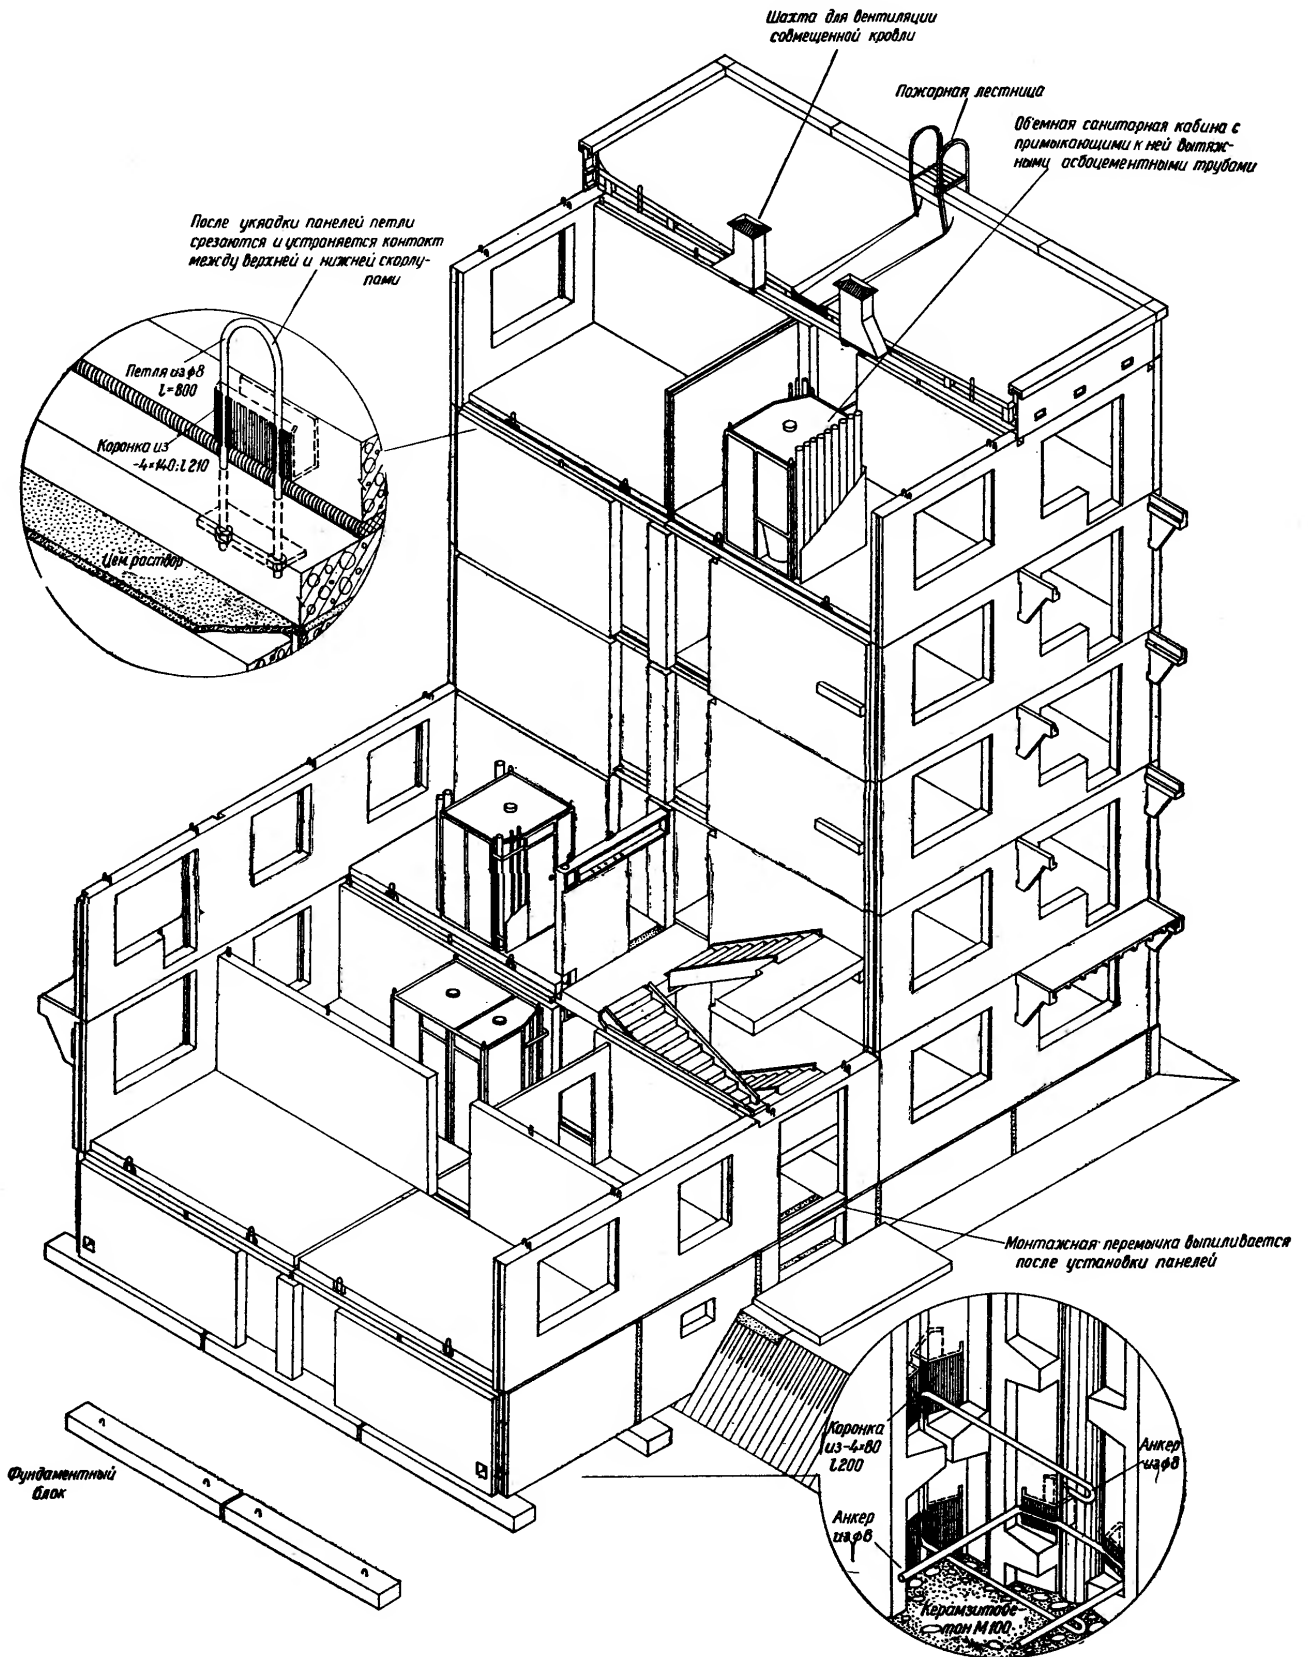 Шахта для вентиляции
совмещенной кровли
Пожарная лестница
Объемная санитарная кабина с
примыкающими к ней вытяж-
ными асбоцементными трубами
После укладки панелей петли
срезаются и устраняется контакт
между верхней и нижней скорлу-
пами
Петля из ϕ8
l=800
Коронка из
-4×140; l 210
Цем. раствор
Монтажная перемычка выпиливается
после установки панелей
Фундаментный
блок
Коронка
из -4×80
l.200
Анкер
из ϕ8
Анкер
из ϕ8
Керамзитобе-
тон М100